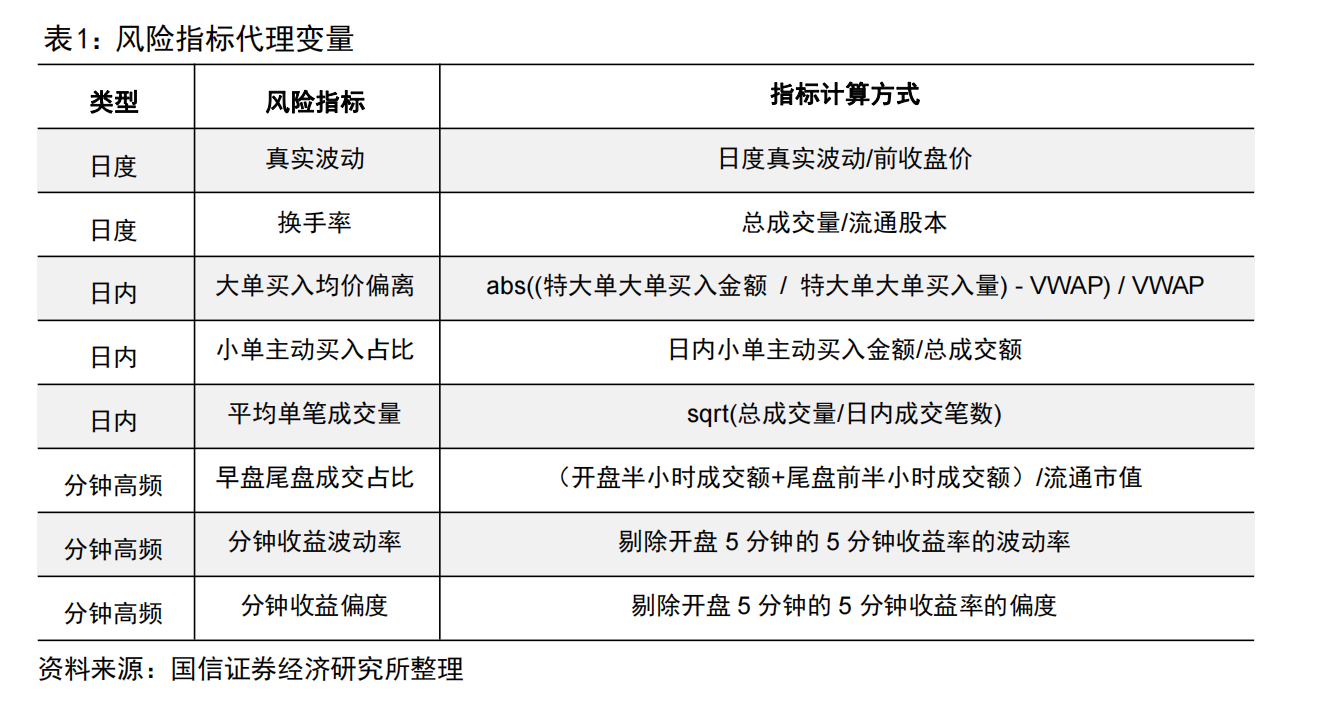 表1：风险指标代理变量
类型 风险指标 指标计算方式
日度 真实波动 日度真实波动/前收盘价
日度 换手率 总成交量/流通股本
日内 大单买入均价偏离 abs((特大单大单买入金额 / 特大单大单买入量) - VWAP) / VWAP
日内 小单主动买入占比 日内小单主动买入金额/总成交额
日内 平均单笔成交量 sqrt(总成交量/日内成交笔数)
分钟高频 早盘尾盘成交占比 （开盘半小时成交额+尾盘前半小时成交额）/流通市值
分钟高频 分钟收益波动率 剔除开盘 5 分钟的 5 分钟收益率的波动率
分钟高频 分钟收益偏度 剔除开盘 5 分钟的 5 分钟收益率的偏度
资料来源：国信证券经济研究所整理